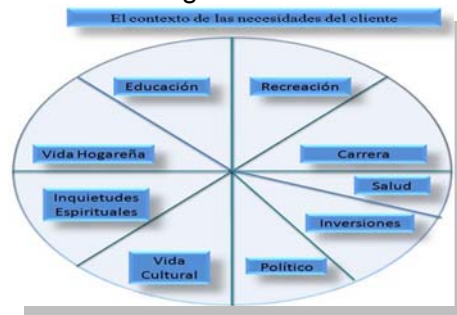 El contexto de las necesidades del cliente
Educación
Recreación
Vida Hogareña
Carrera
Salud
Inquietudes
Espirituales
Inversiones
Vida
Cultural
Político